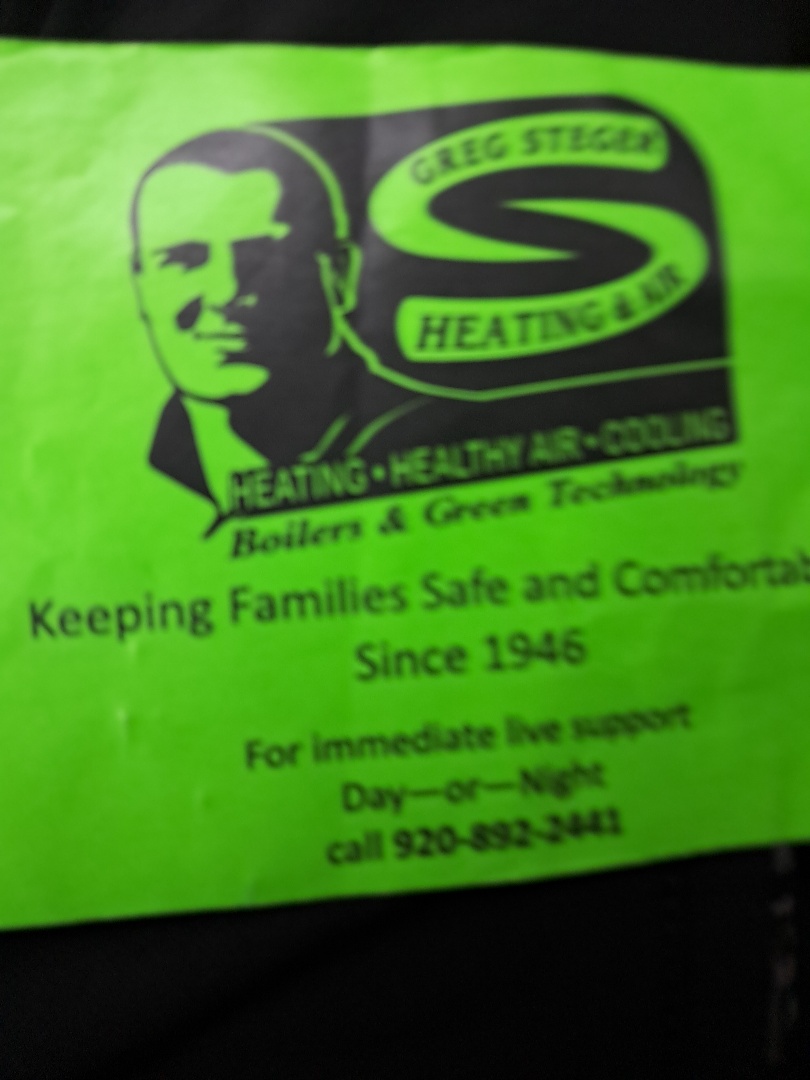 GREG STEGER
HEATING & AIR
HEATING • HEALTHY AIR • COOLING
Boilers & Green Technology
Keeping Families Safe and Comfortab
Since 1946
For immediate live support
Day—or—Night
call 920-892-2441